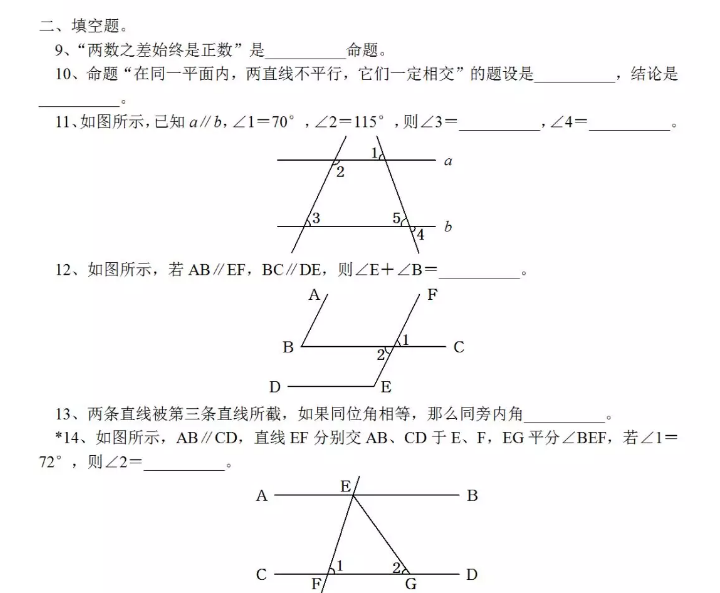 二、填空题。
9、“两数之差始终是正数”是__________命题。
10、命题“在同一平面内，两直线不平行，它们一定相交”的题设是__________，结论是
__________。
11、如图所示，已知 a∥b，∠1=70°，∠2=115°，则∠3=__________，∠4=__________。
1 a
2
3 5 b
4
12、如图所示，若 AB∥EF，BC∥DE，则∠E＋∠B=__________。
A F
B 2 1 C
D E
13、两条直线被第三条直线所截，如果同位角相等，那么同旁内角__________。
*14、如图所示，AB∥CD，直线 EF 分别交 AB、CD 于 E、F，EG 平分∠BEF，若∠1=
72°，则∠2=__________。
A E B
C 1 2 D
F G